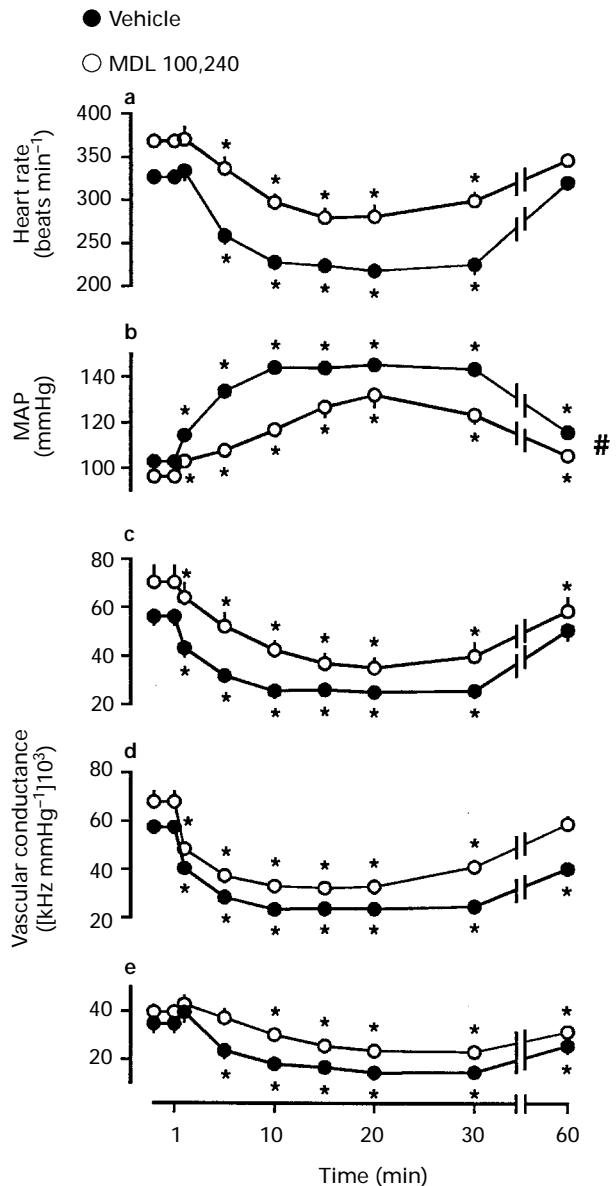 ● Vehicle
○ MDL 100,240
a
400
350
300
250
200
Heart rate
(beats min⁻¹)
* * * * * *
* * * * * *
b
140
120
100
MAP
(mmHg)
* * * * * * *
* * * * * * *
#
c
80
60
40
20
* * * * * * *
* * * * * *
d
80
60
40
20
Vascular conductance
([kHz mmHg⁻¹]10³)
* * * * * *
* * * * * * *
e
40
20
* * * * *
* * * * * *
1 10 20 30 60
Time (min)